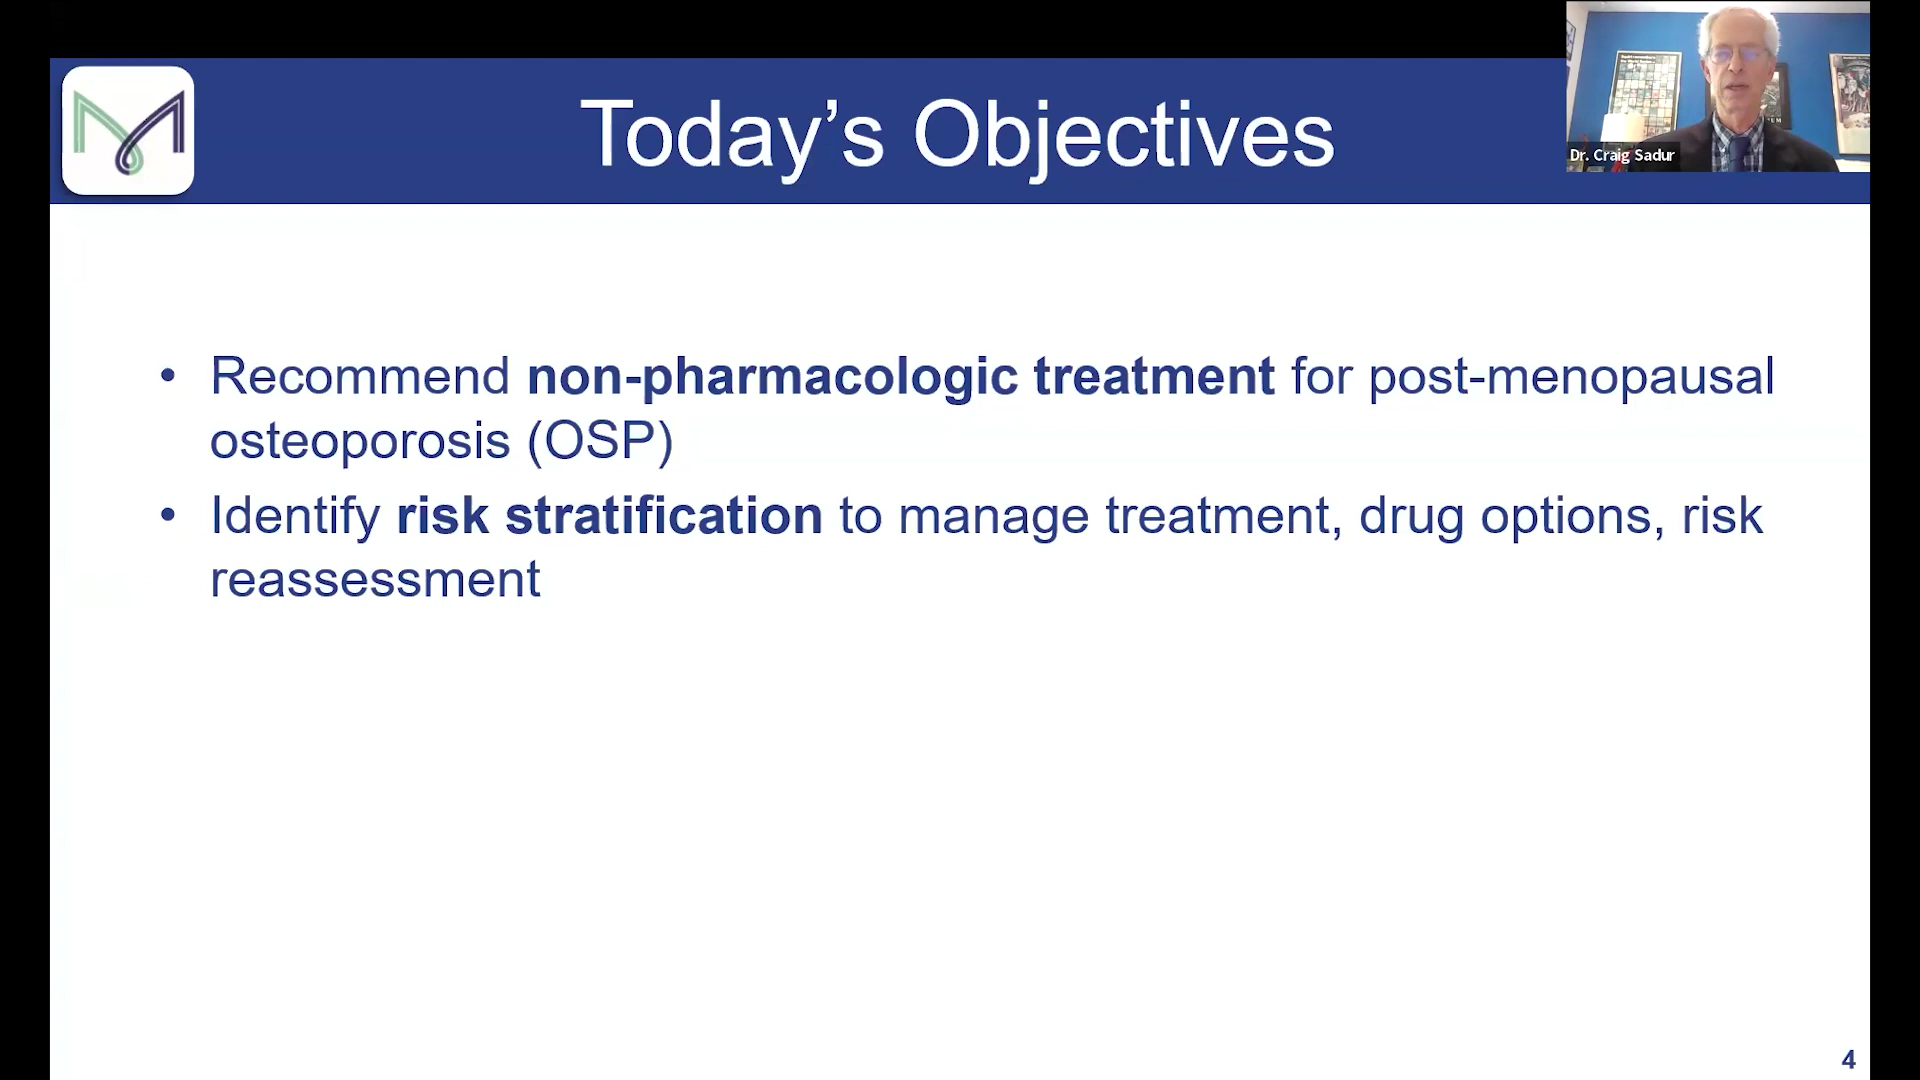 Today’s Objectives
Dr. Craig Sadur
• Recommend non-pharmacologic treatment for post-menopausal
osteoporosis (OSP)
• Identify risk stratification to manage treatment, drug options, risk
reassessment
4